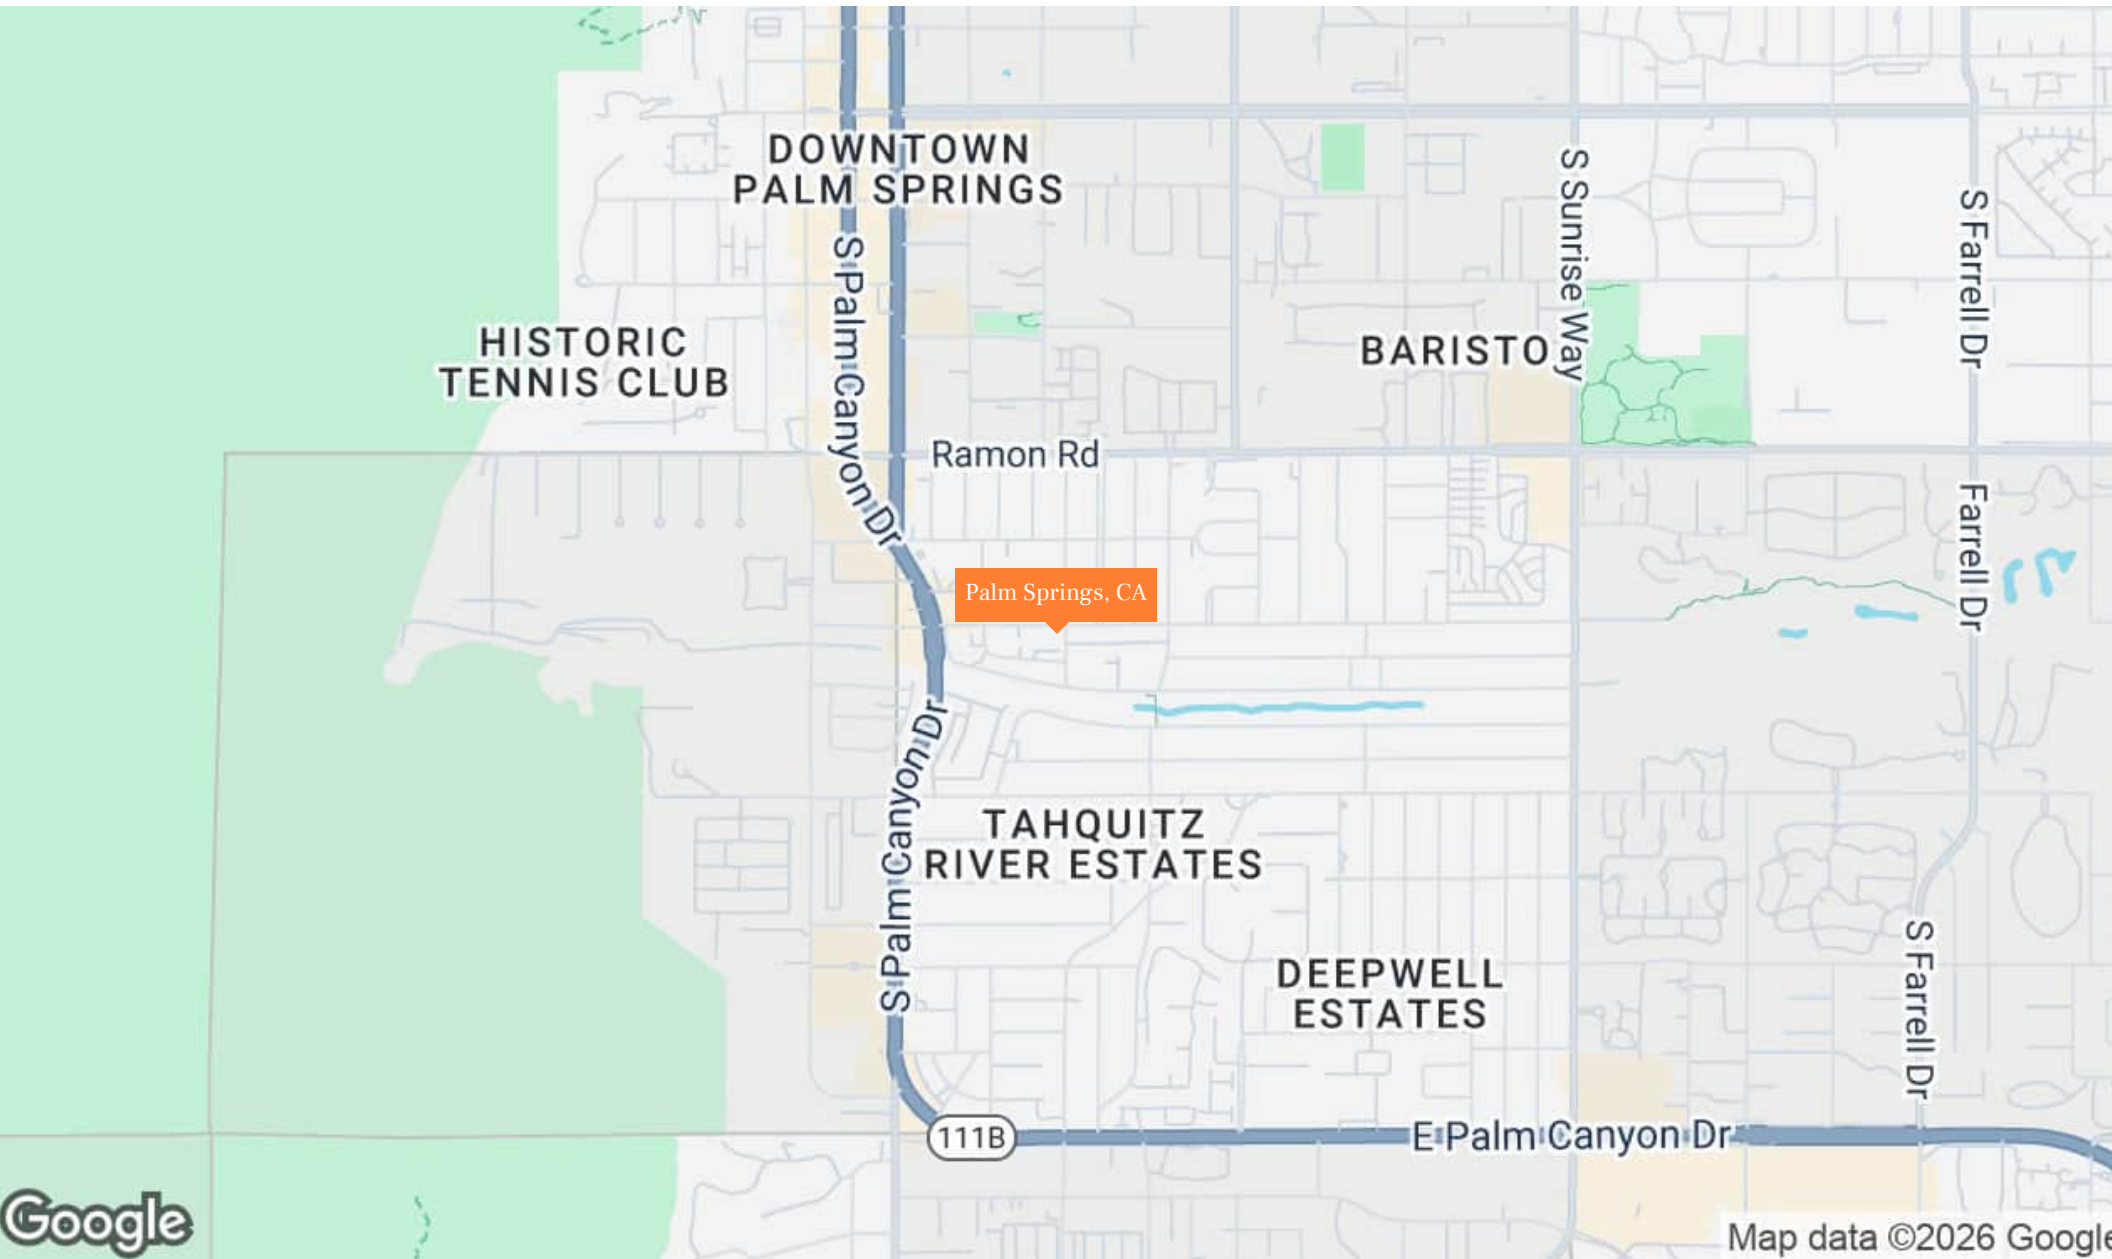 DOWNTOWN
PALM SPRINGS
S Sunrise Way
S Farrell Dr
S Palm Canyon Dr
HISTORIC
TENNIS CLUB
BARISTO
Ramon Rd
Farrell Dr
Palm Springs, CA
S Palm Canyon Dr
TAHQUITZ
RIVER ESTATES
DEEPWELL
ESTATES
S Farrell Dr
111B
E Palm Canyon Dr
Google
Map data ©2026 Google